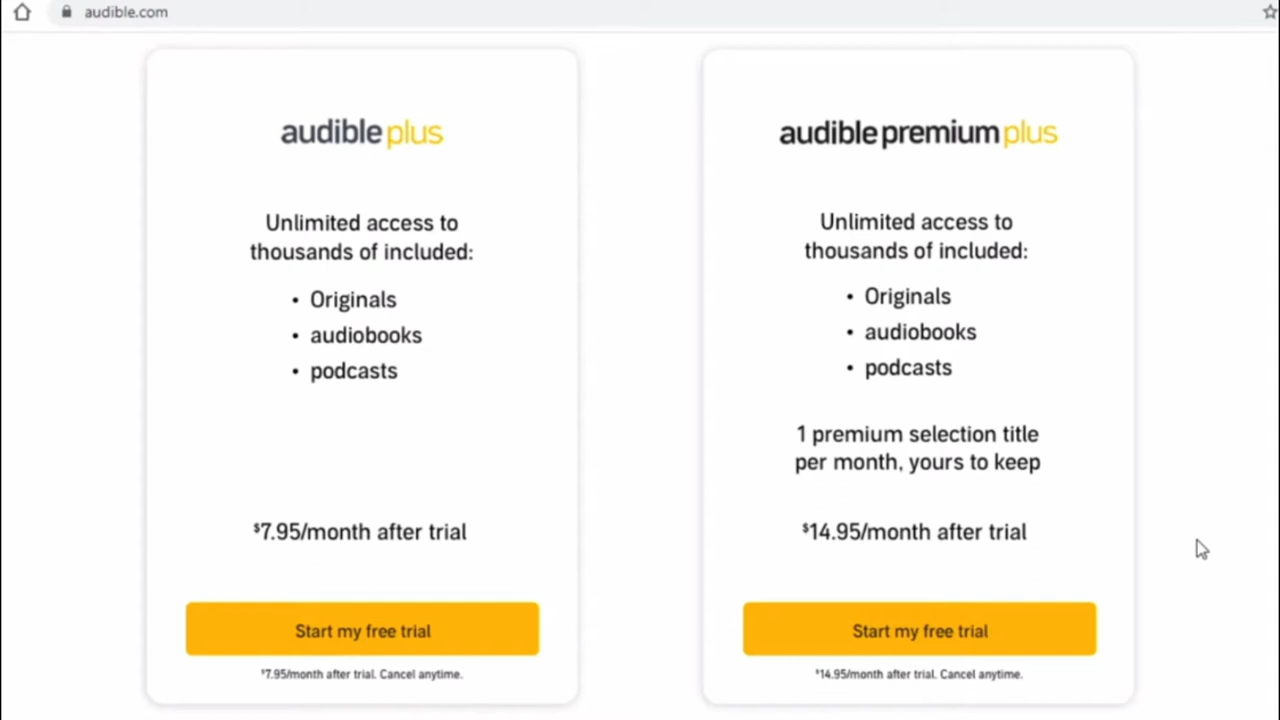 audible.com
audible plus
Unlimited access to
thousands of included:
• Originals
• audiobooks
• podcasts
$7.95/month after trial
Start my free trial
$7.95/month after trial. Cancel anytime.
audible premium plus
Unlimited access to
thousands of included:
• Originals
• audiobooks
• podcasts
1 premium selection title
per month, yours to keep
$14.95/month after trial
Start my free trial
$14.95/month after trial. Cancel anytime.